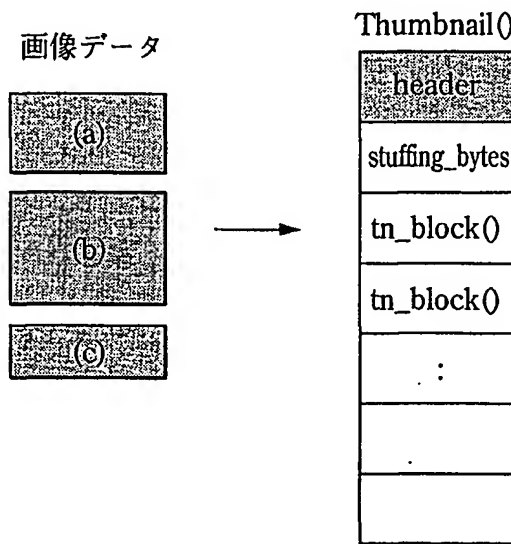 画像データ
(a)
(b)
(c)
Thumbnail()
header
stuffing_bytes
tn_block()
tn_block()
: